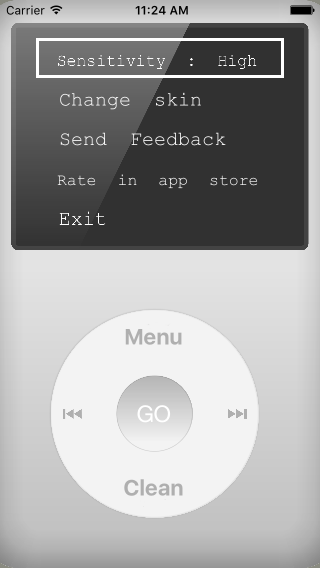 Carrier 11:24 AM
Sensitivity : High
Change skin
Send Feedback
Rate in app store
Exit
Menu
GO
Clean